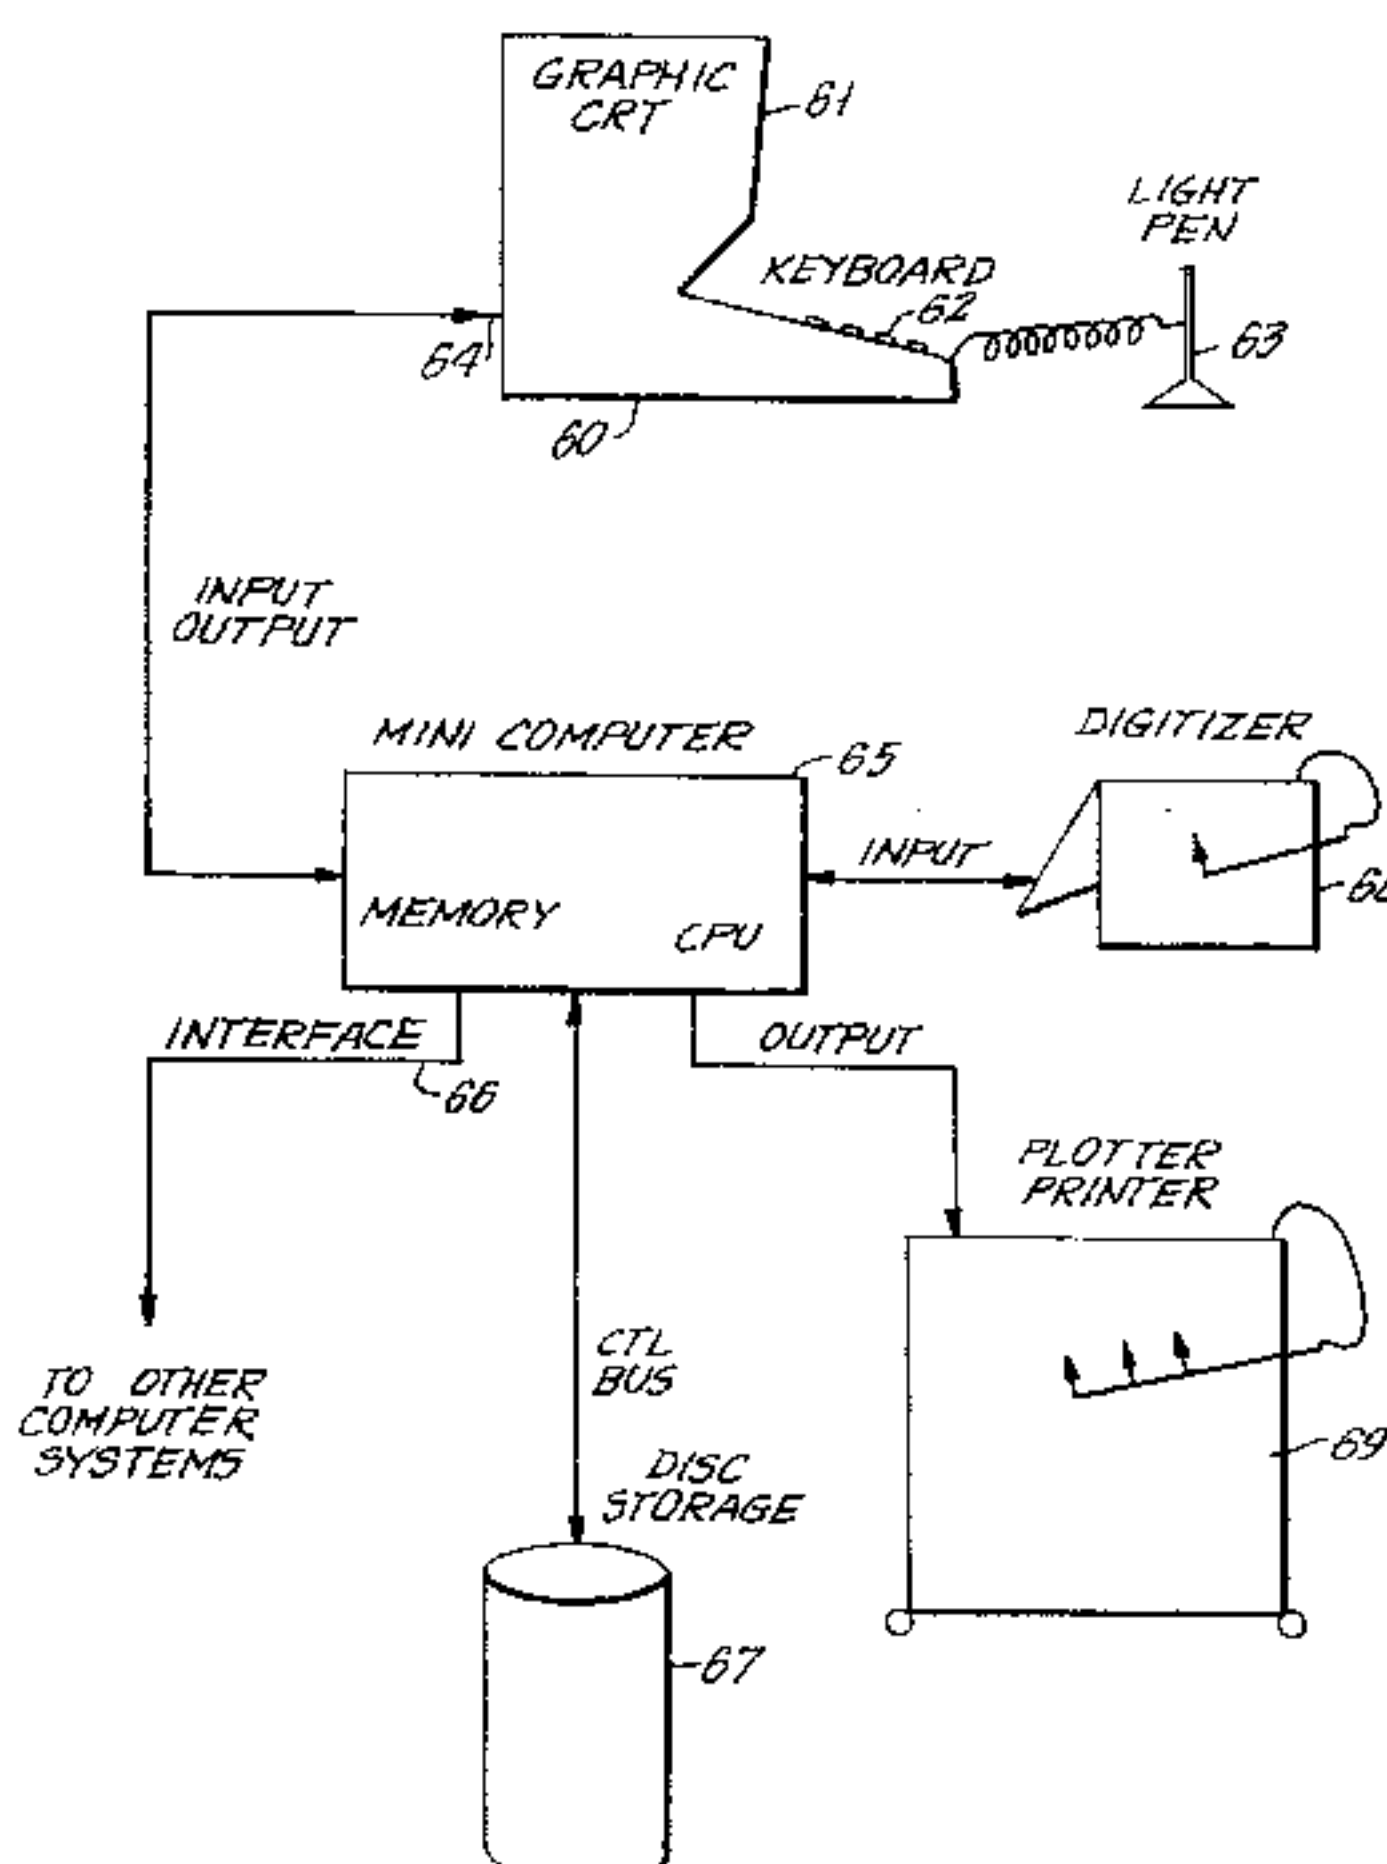 GRAPHIC
CRT
61
LIGHT
PEN
KEYBOARD
62
63
64
60
INPUT
OUTPUT
MINI COMPUTER
65
DIGITIZER
INPUT
MEMORY
CPU
INTERFACE
66
OUTPUT
PLOTTER
PRINTER
CTL
BUS
TO OTHER
COMPUTER
SYSTEMS
69
DISC
STORAGE
67